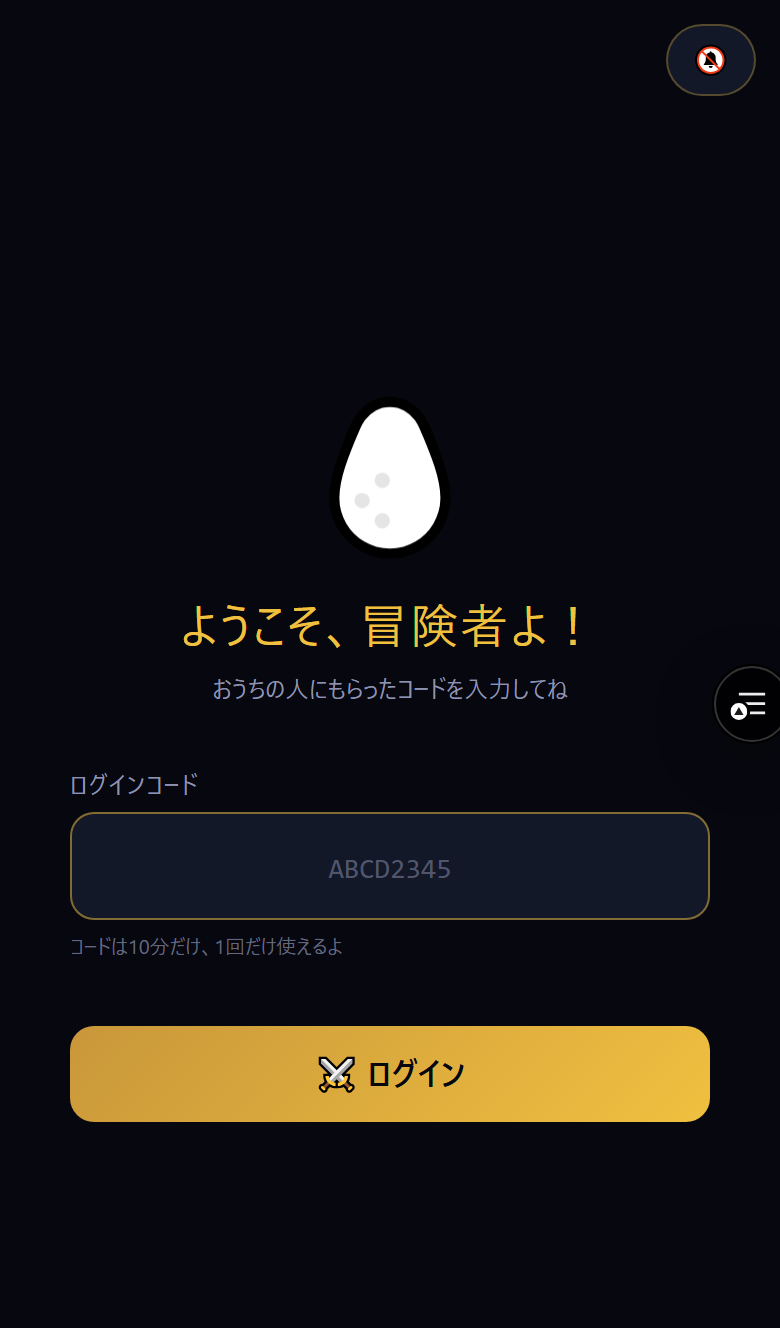 ようこそ、冒険者よ！
おうちの人にもらったコードを入力してね
ログインコード
ABCD2345
コードは10分だけ、1回だけ使えるよ
ログイン